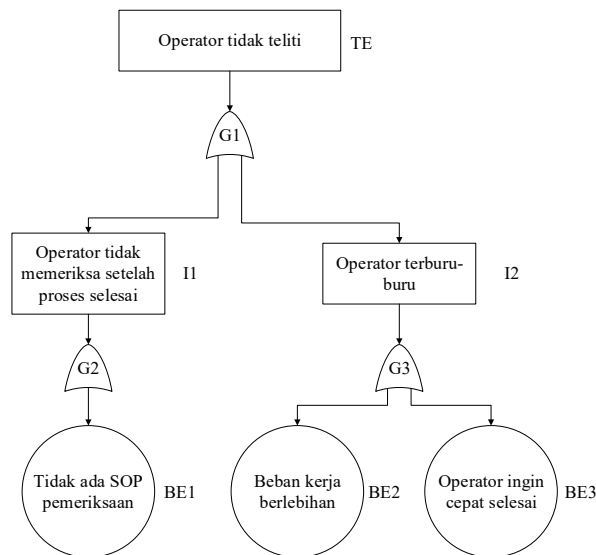 Operator tidak teliti
TE
G1
Operator tidak
memeriksa setelah
proses selesai
I1
Operator terburu-
buru
I2
G2
G3
Tidak ada SOP
pemeriksaan
BE1
Beban kerja
berlebihan
BE2
Operator ingin
cepat selesai
BE3